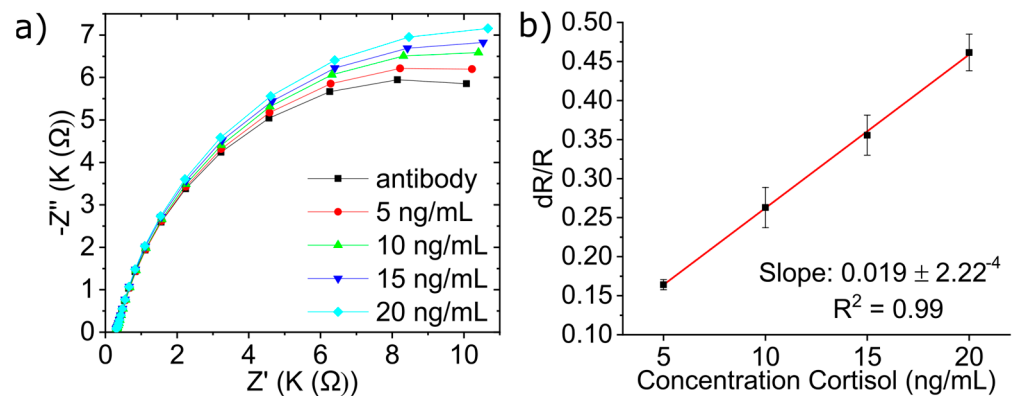 a)
-Z" (K (Ω))
7
6
5
4
3
2
1
0
antibody
5 ng/mL
10 ng/mL
15 ng/mL
20 ng/mL
0 2 4 6 8 10
Z' (K (Ω))
b)
dR/R
0.45
0.40
0.35
0.30
0.25
0.20
0.15
0.10
Slope: 0.019 ± 2.22⁻⁴
R² = 0.99
5 10 15 20
Concentration Cortisol (ng/mL)